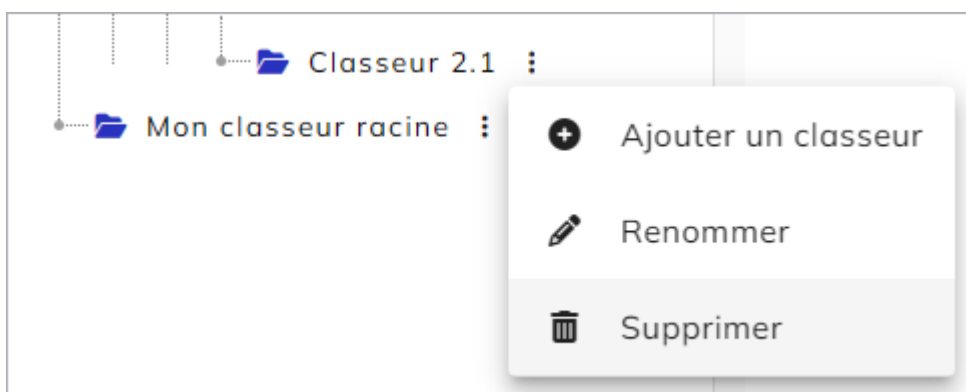 Classeur 2.1
Mon classeur racine
Ajouter un classeur
Renommer
Supprimer